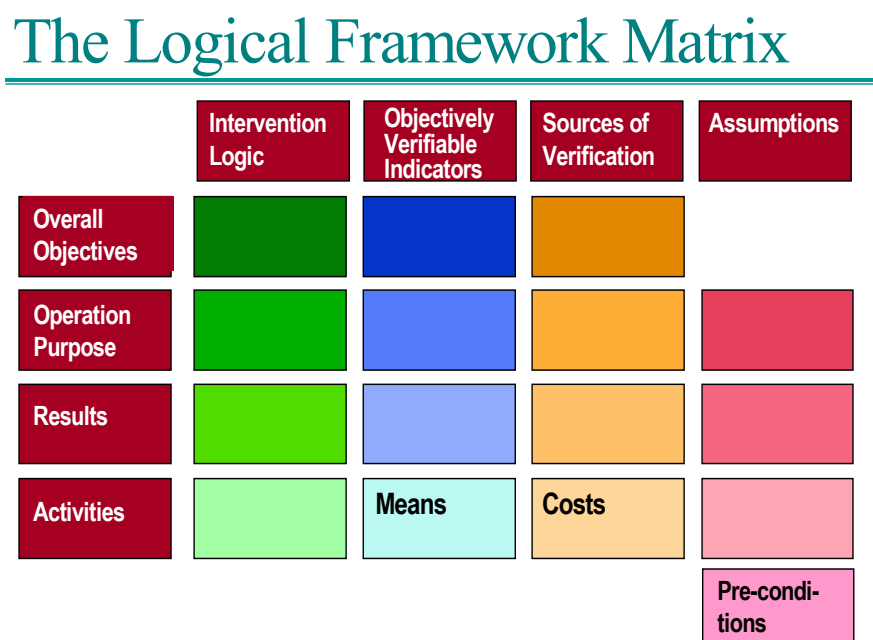 The Logical Framework Matrix
Intervention
Logic
Objectively
Verifiable
Indicators
Sources of
Verification
Assumptions
Overall
Objectives
Operation
Purpose
Results
Activities
Means
Costs
Pre-condi-
tions